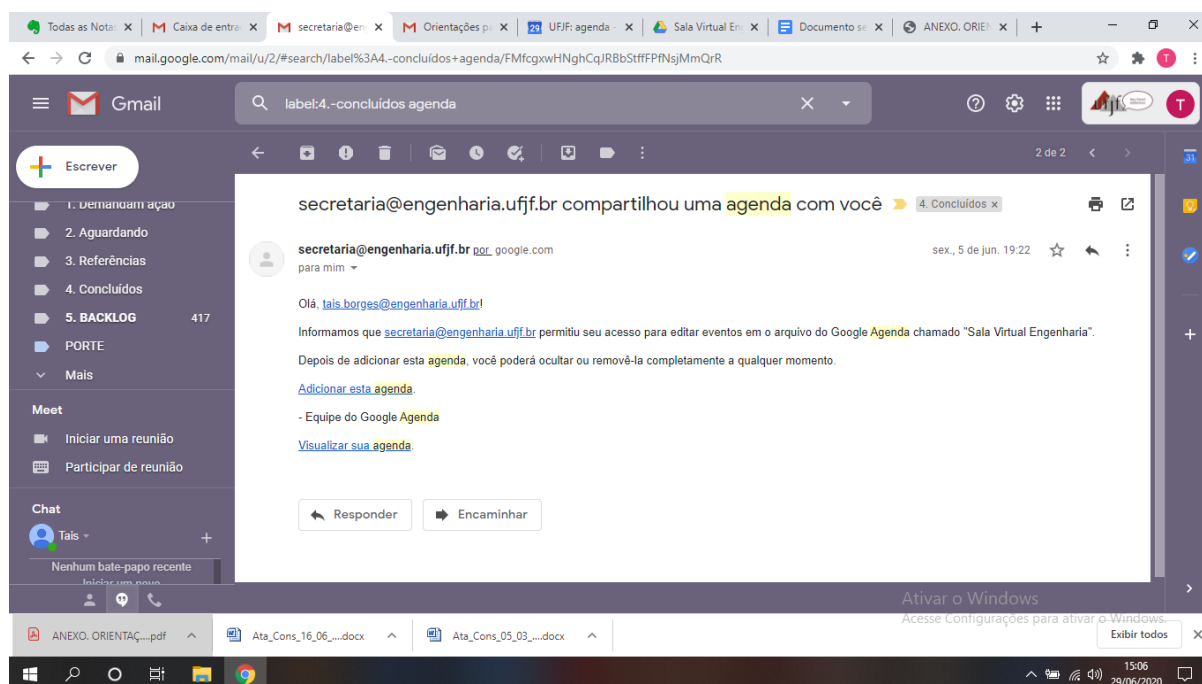 Todas as Nota
Caixa de entra
secretaria@en
Orientações p
UFJF: agenda -
Sala Virtual En
Documento se
ANEXO. ORIEN
mail.google.com/mail/u/2/#search/label%3A4.-concluídos+agenda/FMfcgxwHNghCqJRBbStffFPfNsjMmQrR
T
Gmail
label:4.-concluídos agenda
T
Escrever
2 de 2
31
1. Demandam ação
2. Aguardando
3. Referências
4. Concluídos
5. BACKLOG 417
PORTE
Mais
Meet
Iniciar uma reunião
Participar de reunião
Chat
Tais
Nenhum bate-papo recente
Iniciar um novo
secretaria@engenharia.ufjf.br compartilhou uma agenda com você
4. Concluídos x
secretaria@engenharia.ufjf.br por google.com
sex., 5 de jun. 19:22
para mim
Olá, tais.borges@engenharia.ufjf.br!
Informamos que secretaria@engenharia.ufjf.br permitiu seu acesso para editar eventos em o arquivo do Google Agenda chamado "Sala Virtual Engenharia".
Depois de adicionar esta agenda, você poderá ocultar ou removê-la completamente a qualquer momento.
Adicionar esta agenda.
- Equipe do Google Agenda
Visualizar sua agenda.
Responder
Encaminhar
Ativar o Windows
Acesse Configurações para ativar o Windows.
ANEXO. ORIENTAÇ....pdf
Ata_Cons_16_06_....docx
Ata_Cons_05_03_....docx
Exibir todos
15:06
29/06/2020